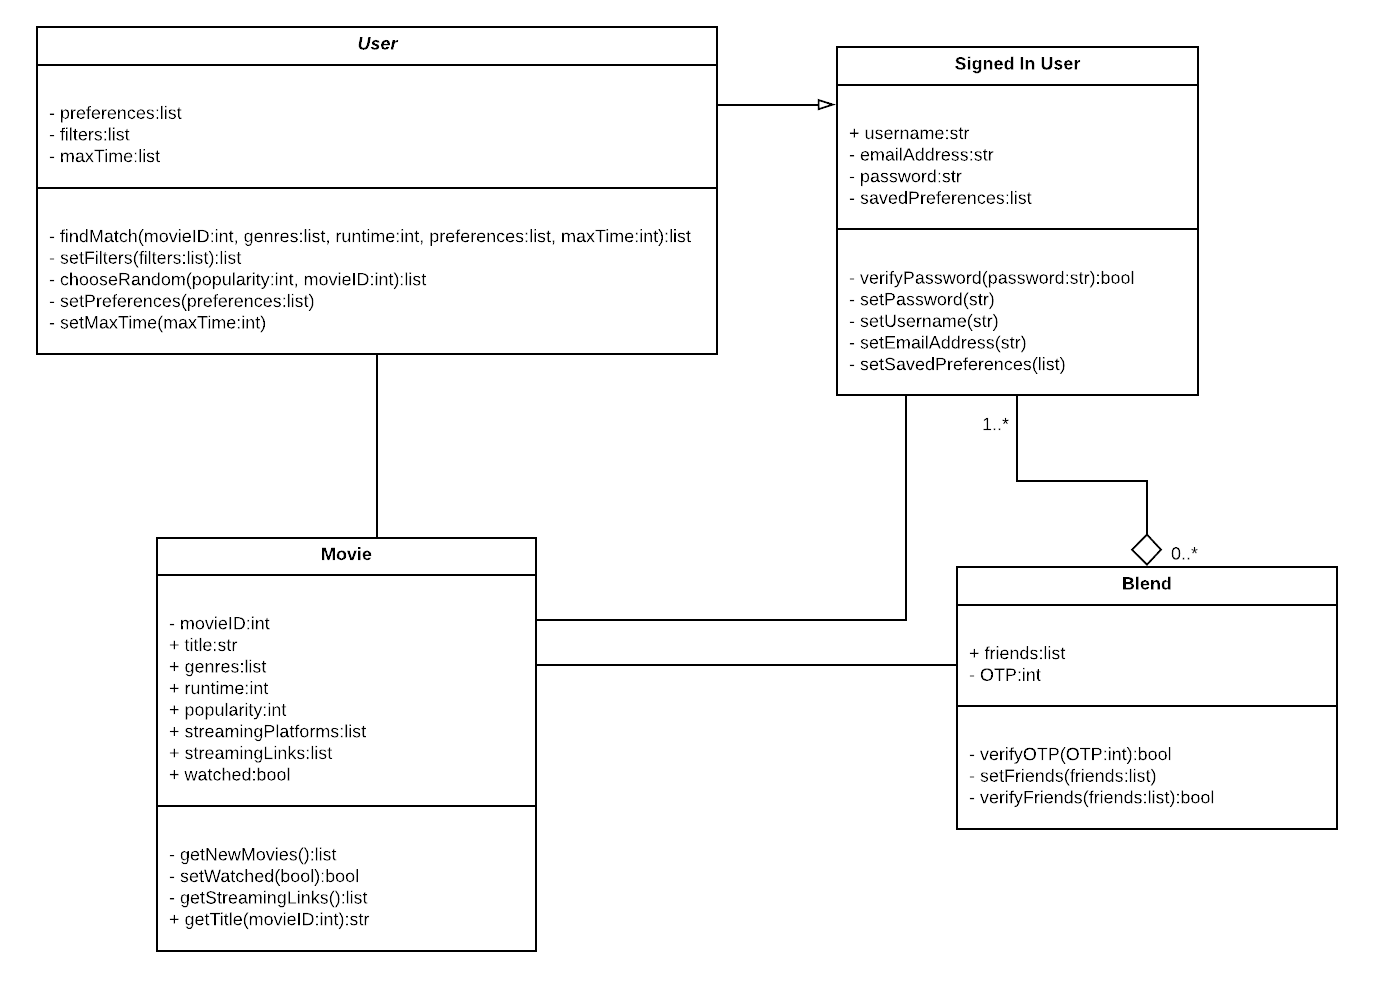 User
- preferences:list
- filters:list
- maxTime:list
- findMatch(movieID:int, genres:list, runtime:int, preferences:list, maxTime:int):list
- setFilters(filters:list):list
- chooseRandom(popularity:int, movieID:int):list
- setPreferences(preferences:list)
- setMaxTime(maxTime:int)
Signed In User
+ username:str
- emailAddress:str
- password:str
- savedPreferences:list
- verifyPassword(password:str):bool
- setPassword(str)
- setUsername(str)
- setEmailAddress(str)
- setSavedPreferences(list)
1..*
0..*
Movie
- movieID:int
+ title:str
+ genres:list
+ runtime:int
+ popularity:int
+ streamingPlatforms:list
+ streamingLinks:list
+ watched:bool
- getNewMovies():list
- setWatched(bool):bool
- getStreamingLinks():list
+ getTitle(movieID:int):str
Blend
+ friends:list
- OTP:int
- verifyOTP(OTP:int):bool
- setFriends(friends:list)
- verifyFriends(friends:list):bool